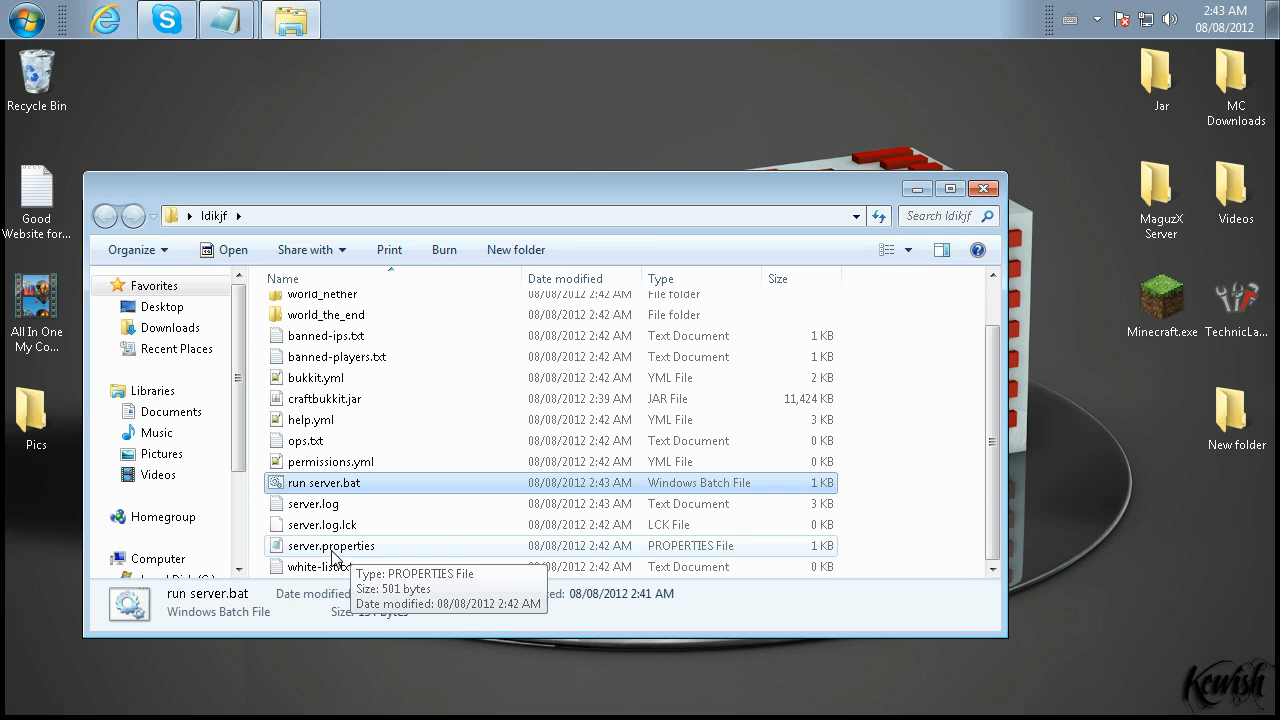 2:43 AM
08/08/2012
Recycle Bin
Good
Website for...
All In One
My Co...
Pics
Jar
MC
Downloads
MaguzX
Server
Videos
Minecraft.exe
TechnicLa...
New folder
ldikjf
Search ldikjf
Organize
Open
Share with
Print
Burn
New folder
Favorites
Desktop
Downloads
Recent Places
Libraries
Documents
Music
Pictures
Videos
Homegroup
Computer
Name Date modified Type Size
world_nether 08/08/2012 2:42 AM File folder
world_the_end 08/08/2012 2:42 AM File folder
banned-ips.txt 08/08/2012 2:42 AM Text Document 1 KB
banned-players.txt 08/08/2012 2:42 AM Text Document 1 KB
bukkit.yml 08/08/2012 2:42 AM YML File 2 KB
craftbukkit.jar 08/08/2012 2:39 AM JAR File 11,424 KB
help.yml 08/08/2012 2:42 AM YML File 3 KB
ops.txt 08/08/2012 2:42 AM Text Document 0 KB
permissions.yml 08/08/2012 2:42 AM YML File 0 KB
run server.bat 08/08/2012 2:43 AM Windows Batch File 1 KB
server.log 08/08/2012 2:42 AM Text Document 3 KB
server.log.lck 08/08/2012 2:42 AM LCK File 0 KB
server.properties 08/08/2012 2:42 AM PROPERTIES File 1 KB
white-list.txt 08/08/2012 2:42 AM Text Document 0 KB
Type: PROPERTIES File
Size: 501 bytes
Date modified: 08/08/2012 2:42 AM
run server.bat Date modified 08/08/2012 2:41 AM
Windows Batch File
Kewish